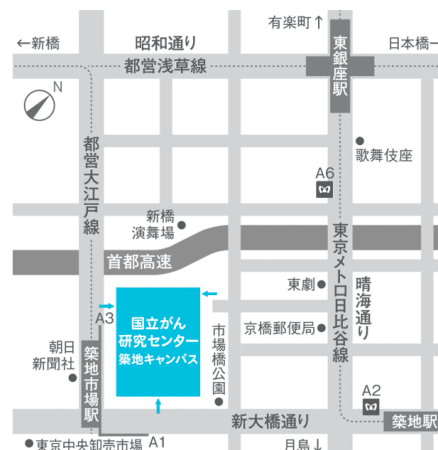 有楽町↑
←新橋
昭和通り
日本橋→
都営浅草線
東銀座駅
N
都営大江戸線
歌舞伎座
A6
新橋
演舞場
首都高速
東京メトロ日比谷線
晴海通り
東劇
A3
国立がん
研究センター
築地キャンパス
京橋郵便局
市場橋公園
朝日
新聞社
築地市場駅
A2
新大橋通り
築地駅
東京中央卸売市場
A1
月島↓